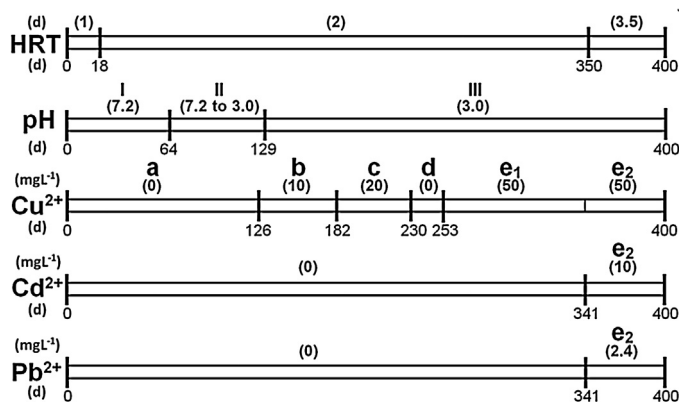 (d) (1) (2) (3.5)
HRT
(d) 0 18 350 400
I II III
(7.2) (7.2 to 3.0) (3.0)
pH
(d) 0 64 129 400
a b c d e₁ e₂
(mgL⁻¹) (0) (10) (20) (0) (50) (50)
Cu²⁺
(d) 0 126 182 230 253 400
e₂
(mgL⁻¹) (0) (10)
Cd²⁺
(d) 0 341 400
e₂
(mgL⁻¹) (0) (2.4)
Pb²⁺
(d) 0 341 400